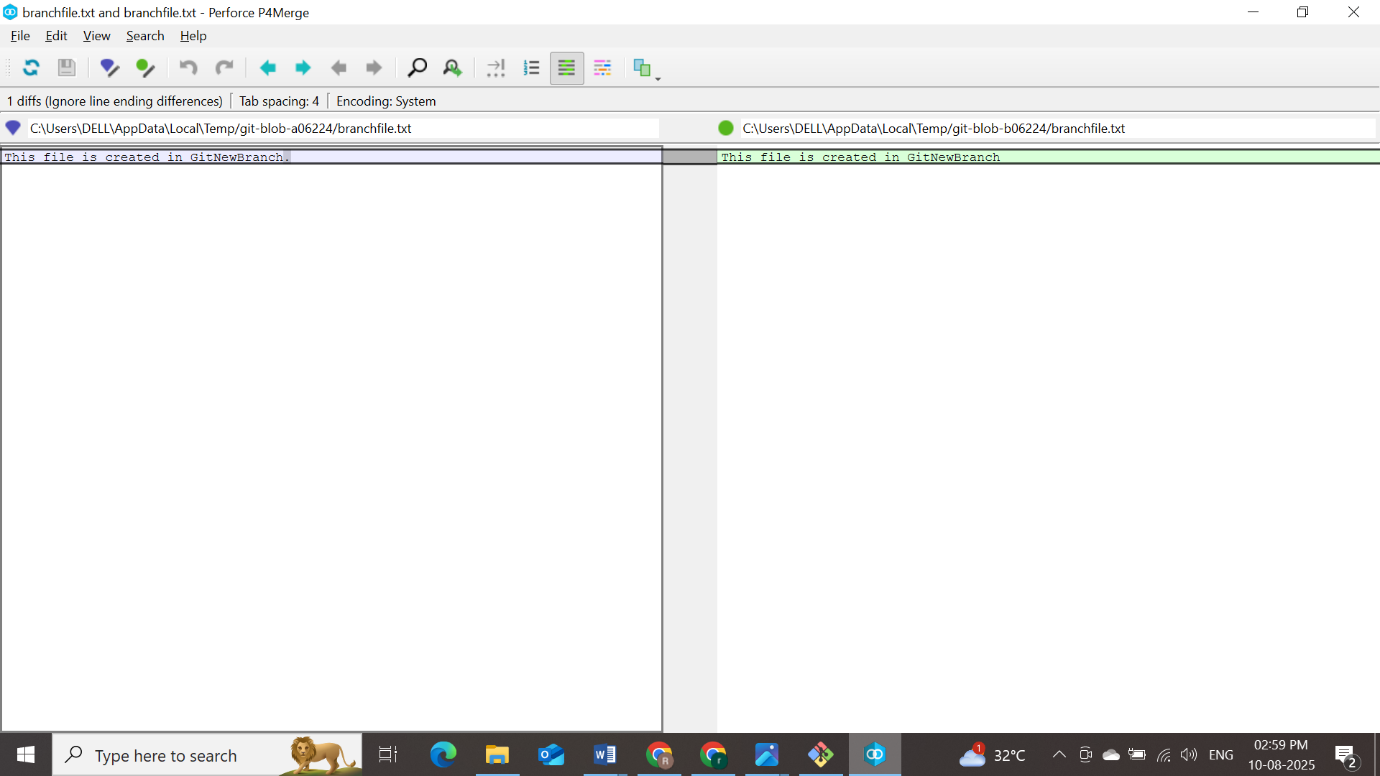 branchfile.txt and branchfile.txt - Perforce P4Merge
File Edit View Search Help
1 diffs (Ignore line ending differences) Tab spacing: 4 Encoding: System
C:\Users\DELL\AppData\Local\Temp/git-blob-a06224/branchfile.txt
C:\Users\DELL\AppData\Local\Temp/git-blob-b06224/branchfile.txt
This file is created in GitNewBranch.
This file is created in GitNewBranch
Type here to search
1
32°C
ENG
02:59 PM
10-08-2025
2